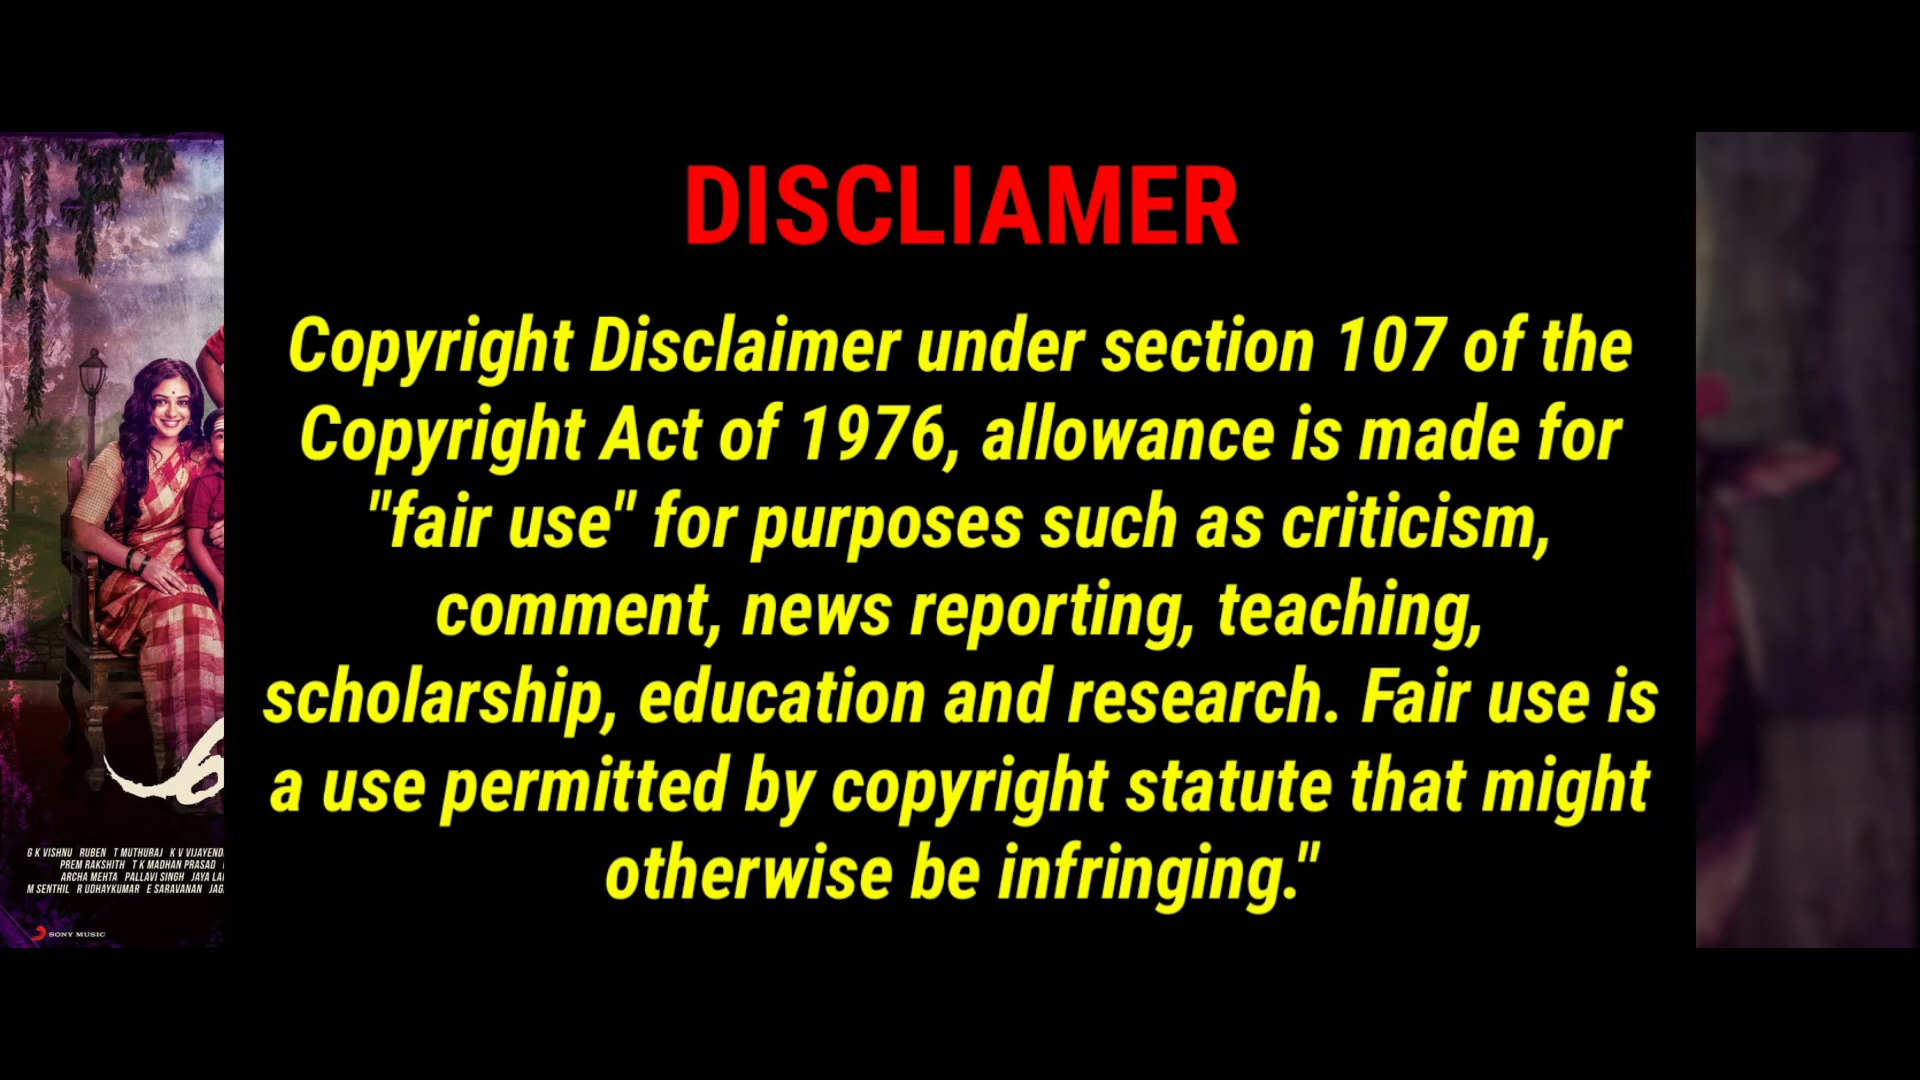 DISCLIAMER
Copyright Disclaimer under section 107 of the
Copyright Act of 1976, allowance is made for
"fair use" for purposes such as criticism,
comment, news reporting, teaching,
scholarship, education and research. Fair use is
a use permitted by copyright statute that might
otherwise be infringing."
G K VISHNU RUBEN T MUTHURAJ K V
PREM RAKSHITH T K MADHAN PRASAD
ARCHA MEHTA PALLAVI SINGH JAYA
M SENTHIL R UDHAYKUMAR E SARAVANAN
SONY MUSIC